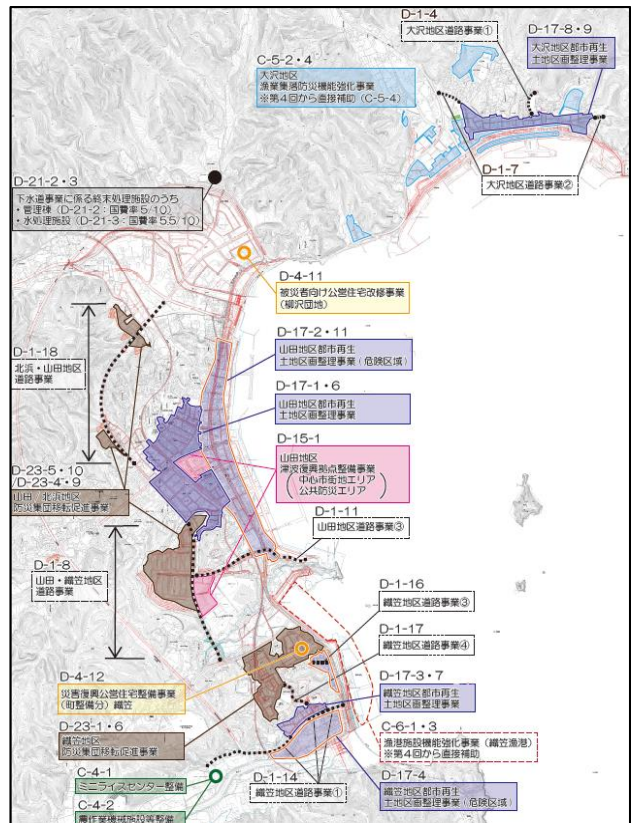 D-1-4
大沢地区道路事業①
D-17-8・9
大沢地区都市再生
土地区画整理事業
C-5-2・4
大沢地区
漁業集落防災機能強化事業
※第4回から直接補助（C-5-4）
D-1-7
大沢地区道路事業②
D-21-2・3
下水道事業に係る終末処理施設のうち
・管理棟（D-21-2：国費率5/10）
・水処理施設（D-21-3：国費率5.5/10）
D-4-11
被災者向け公営住宅改修事業
（柳沢団地）
D-17-2・11
山田地区都市再生
土地区画整理事業（危険区域）
D-1-18
北浜・山田地区
道路事業
D-17-1・6
山田地区都市再生
土地区画整理事業
D-15-1
山田地区
津波復興拠点整備事業
（中心市街地エリア
公共防災エリア）
D-23-5・10
/D-23-4・9
山田／北浜地区
防災集団移転促進事業
D-1-11
山田地区道路事業③
D-1-8
山田・織笠地区
道路事業
D-1-16
織笠地区道路事業③
D-1-17
織笠地区道路事業④
D-4-12
災害復興公営住宅整備事業
（町整備分）織笠
D-17-3・7
織笠地区都市再生
土地区画整理事業
D-23-1・6
織笠地区
防災集団移転促進事業
C-6-1・3
漁港施設機能強化事業（織笠漁港）
※第4回から直接補助
C-4-1
ミニライスセンター整備
D-1-14
織笠地区道路事業①
D-17-4
織笠地区都市再生
土地区画整理事業（危険区域）
C-4-2
農作業機械施設等整備